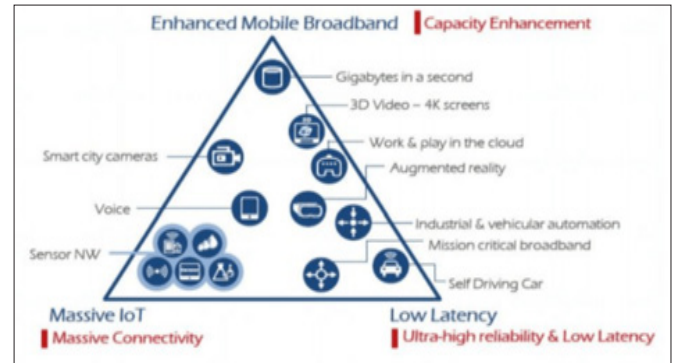 Enhanced Mobile Broadband
Capacity Enhancement
Gigabytes in a second
3D Video – 4K screens
Work & play in the cloud
Smart city cameras
Augmented reality
Voice
Industrial & vehicular automation
Mission critical broadband
Sensor NW
Self Driving Car
Massive IoT
Low Latency
Massive Connectivity
Ultra-high reliability & Low Latency